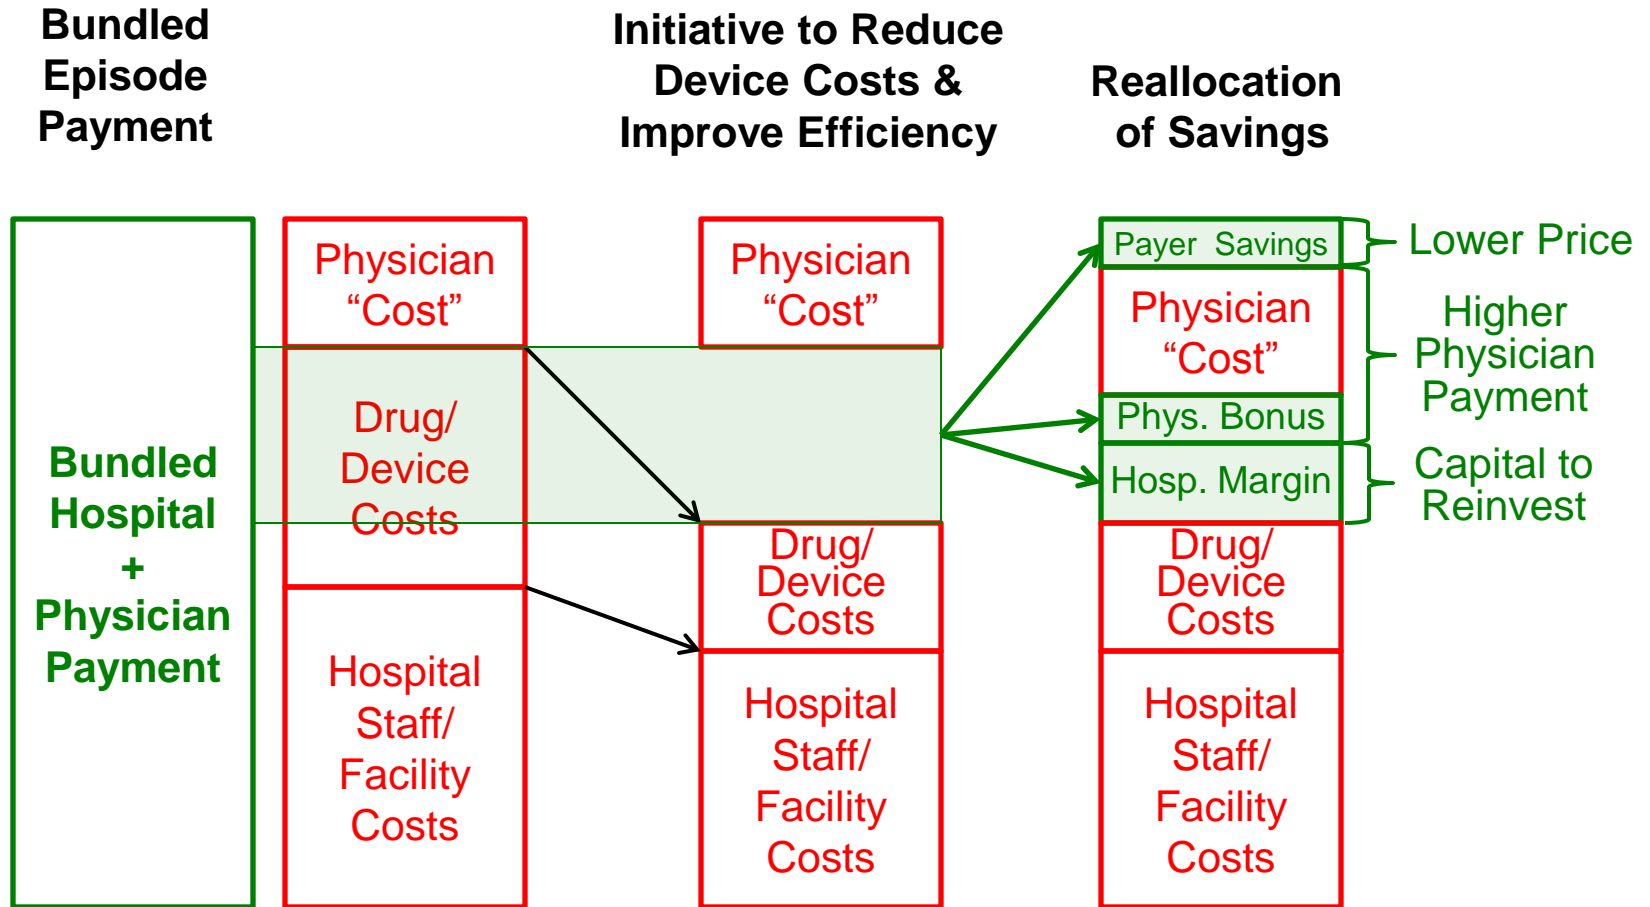 Bundled
Episode
Payment
Initiative to Reduce
Device Costs &
Improve Efficiency
Reallocation
of Savings
Bundled
Hospital
+
Physician
Payment
Physician
“Cost”
Drug/
Device
Costs
Hospital
Staff/
Facility
Costs
Physician
“Cost”
Drug/
Device
Costs
Hospital
Staff/
Facility
Costs
Payer Savings
Physician
“Cost”
Phys. Bonus
Hosp. Margin
Drug/
Device
Costs
Hospital
Staff/
Facility
Costs
Lower Price
Higher
Physician
Payment
Capital to
Reinvest